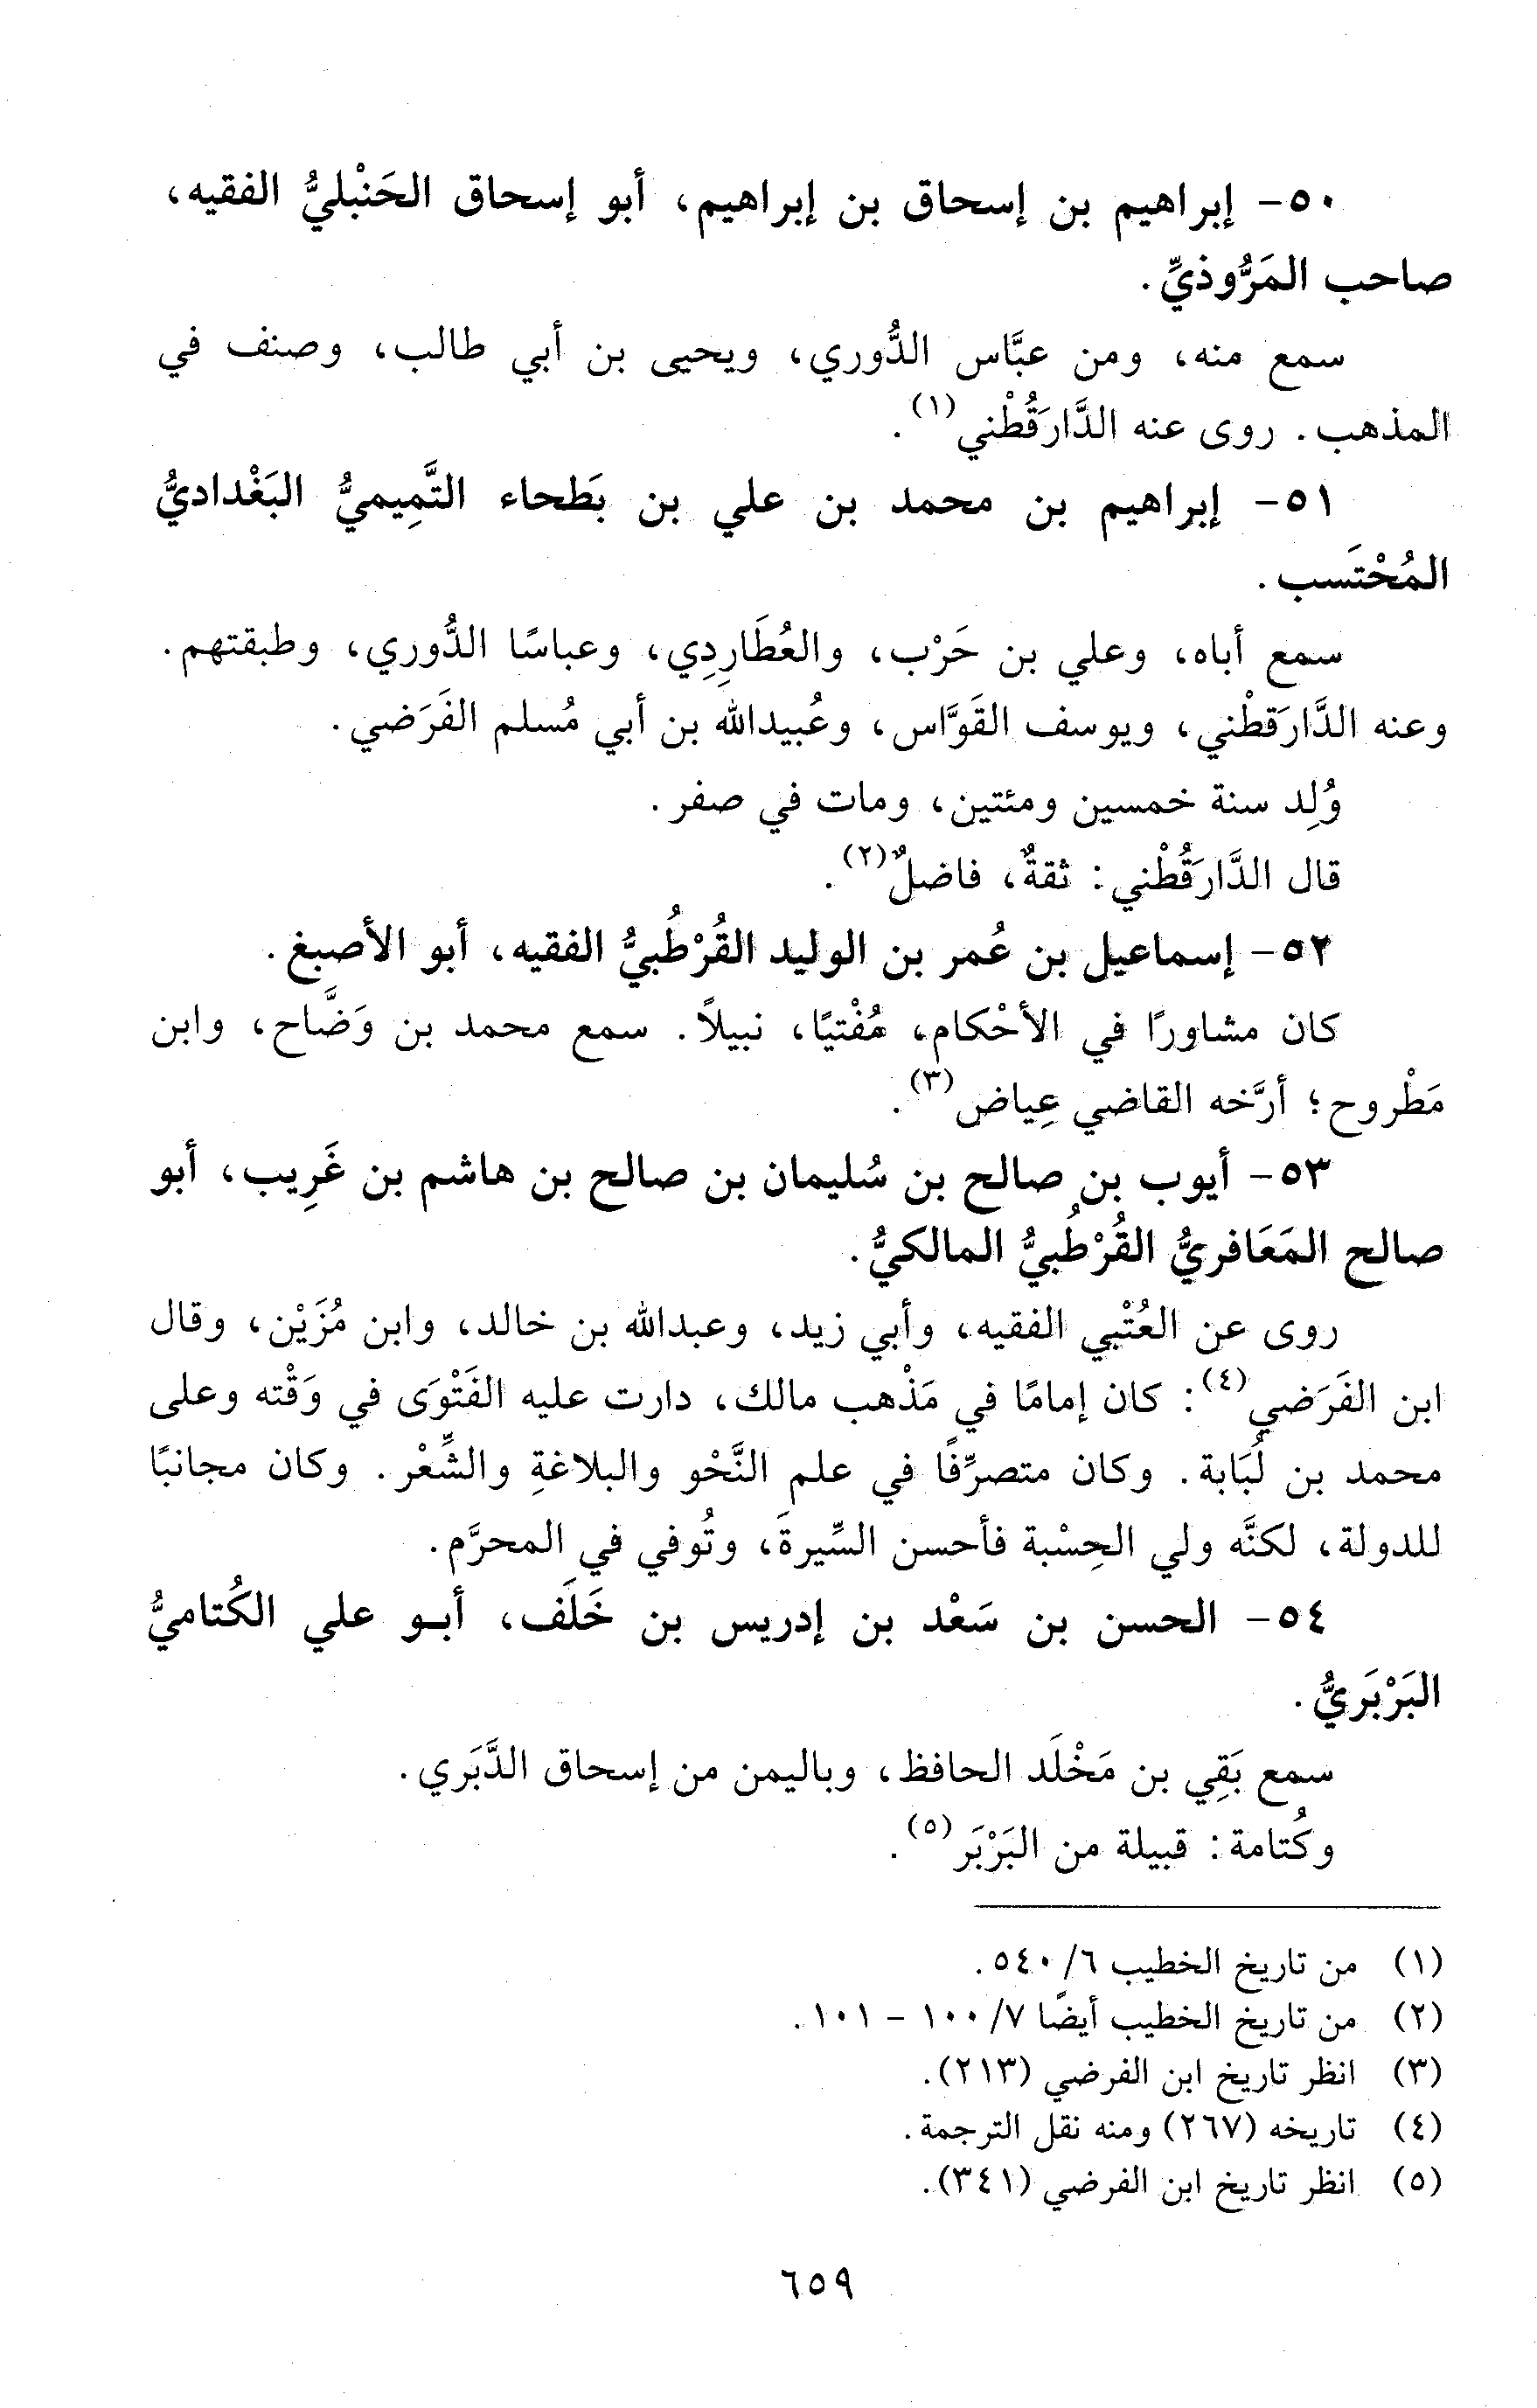 ٥٠- إبراهيم بن إسحاق بن إبراهيم، أبو إسحاق الحَنْبليُّ الفقيه،
صاحب المَرُّوذيِّ.
سمع منه، ومن عبَّاس الدُّوري، ويحيى بن أبي طالب، وصنف في
المذهب. روى عنه الدَّارَقُطْني(١).
٥١- إبراهيم بن محمد بن علي بن بَطحاء التَّمِيميُّ البَغْداديُّ
المُحْتَسب.
سمع أباه، وعلي بن حَرْب، والعُطَارِدِي، وعباسًا الدُّوري، وطبقتهم.
وعنه الدَّارَقطْني، ويوسف القَوَّاس، وعُبيدالله بن أبي مُسلم الفَرَضي.
وُلِد سنة خمسين ومئتين، ومات في صفر.
قال الدَّارَقُطْني: ثقةٌ، فاضلٌ(٢).
٥٢- إسماعيل بن عُمر بن الوليد القُرْطُبيُّ الفقيه، أبو الأصبغ.
كان مشاورًا في الأحْكام، مُفْتيًا، نبيلاً. سمع محمد بن وَضَّاح، وابن
مَطْروح؛ أرَّخه القاضي عِياض(٣).
٥٣- أيوب بن صالح بن سُليمان بن صالح بن هاشم بن غَرِيب، أبو
صالح المَعَافريُّ القُرْطُبيُّ المالكيُّ.
روى عن العُتْبي الفقيه، وأبي زيد، وعبدالله بن خالد، وابن مُزَيْن، وقال
ابن الفَرَضي(٤): كان إمامًا في مَذْهب مالك، دارت عليه الفَتْوَى في وَقْته وعلى
محمد بن لُبَابة. وكان متصرِّفًا في علم النَّحْو والبلاغةِ والشِّعْر. وكان مجانبًا
للدولة، لكنَّه ولي الحِسْبة فأحسن السِّيرةَ، وتُوفي في المحرَّم.
٥٤- الحسن بن سَعْد بن إدريس بن خَلَف، أبو علي الكُتاميُّ
البَرْبَريُّ.
سمع بَقِي بن مَخْلَد الحافظ، وباليمن من إسحاق الدَّبَري.
وكُتامة: قبيلة من البَرْبَر(٥).
(١) من تاريخ الخطيب ٦/ ٥٤٠.
(٢) من تاريخ الخطيب أيضًا ٧/ ١٠٠ - ١٠١.
(٣) انظر تاريخ ابن الفرضي (٢١٣).
(٤) تاريخه (٢٦٧) ومنه نقل الترجمة.
(٥) انظر تاريخ ابن الفرضي (٣٤١).
٦٥٩